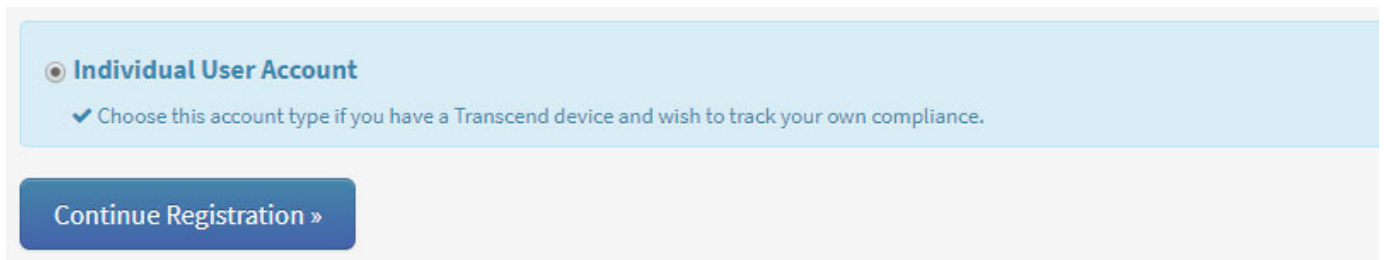 Individual User Account
✔ Choose this account type if you have a Transcend device and wish to track your own compliance.
Continue Registration »